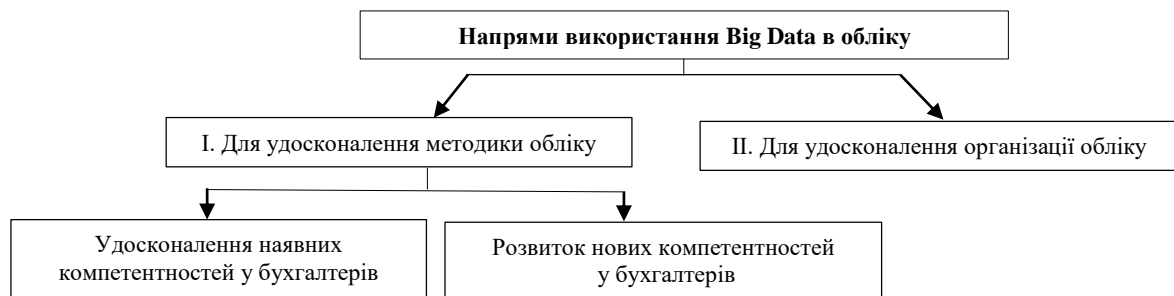 Напрями використання Big Data в обліку
І. Для удосконалення методики обліку
ІІ. Для удосконалення організації обліку
Удосконалення наявних
компетентностей у бухгалтерів
Розвиток нових компетентностей
у бухгалтерів